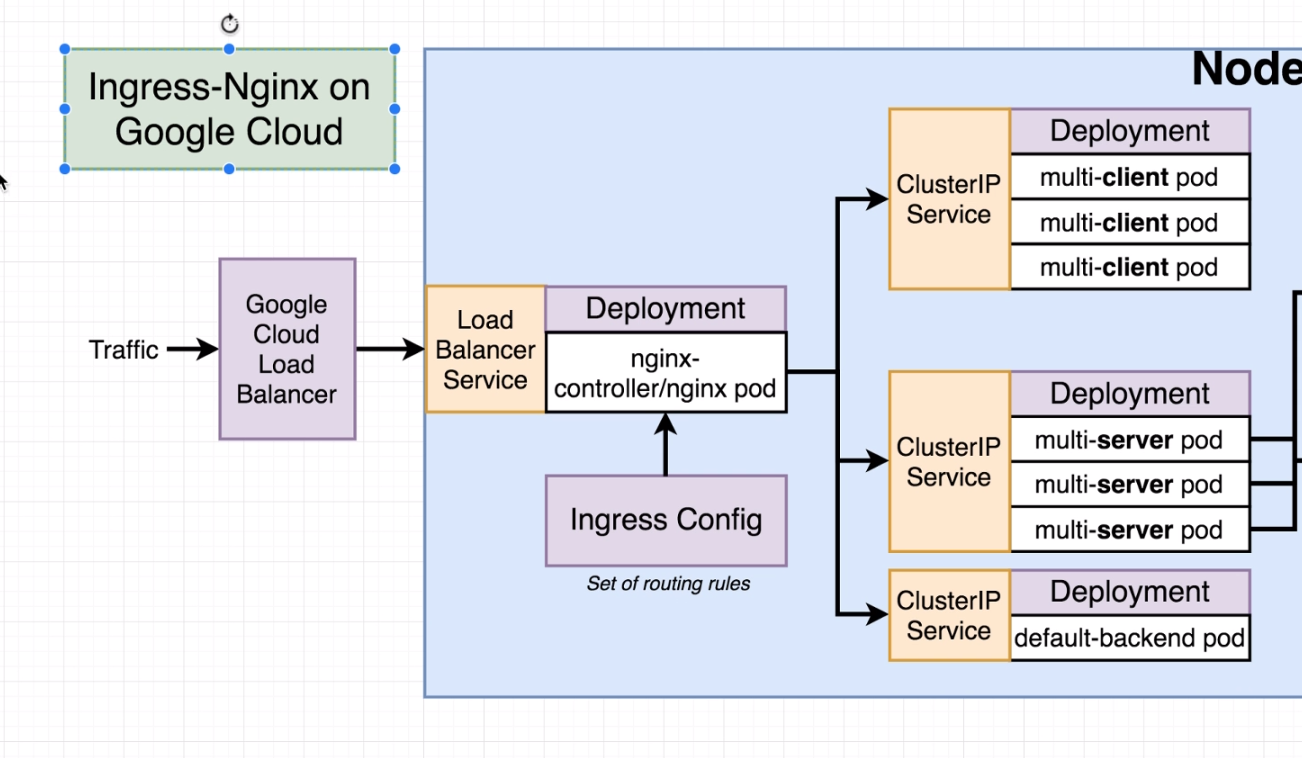 Ingress-Nginx on
Google Cloud
Node
Deployment
ClusterIP
Service
multi-client pod
multi-client pod
multi-client pod
Traffic
Google
Cloud
Load
Balancer
Load
Balancer
Service
Deployment
nginx-
controller/nginx pod
Ingress Config
Set of routing rules
Deployment
ClusterIP
Service
multi-server pod
multi-server pod
multi-server pod
Deployment
ClusterIP
Service
default-backend pod